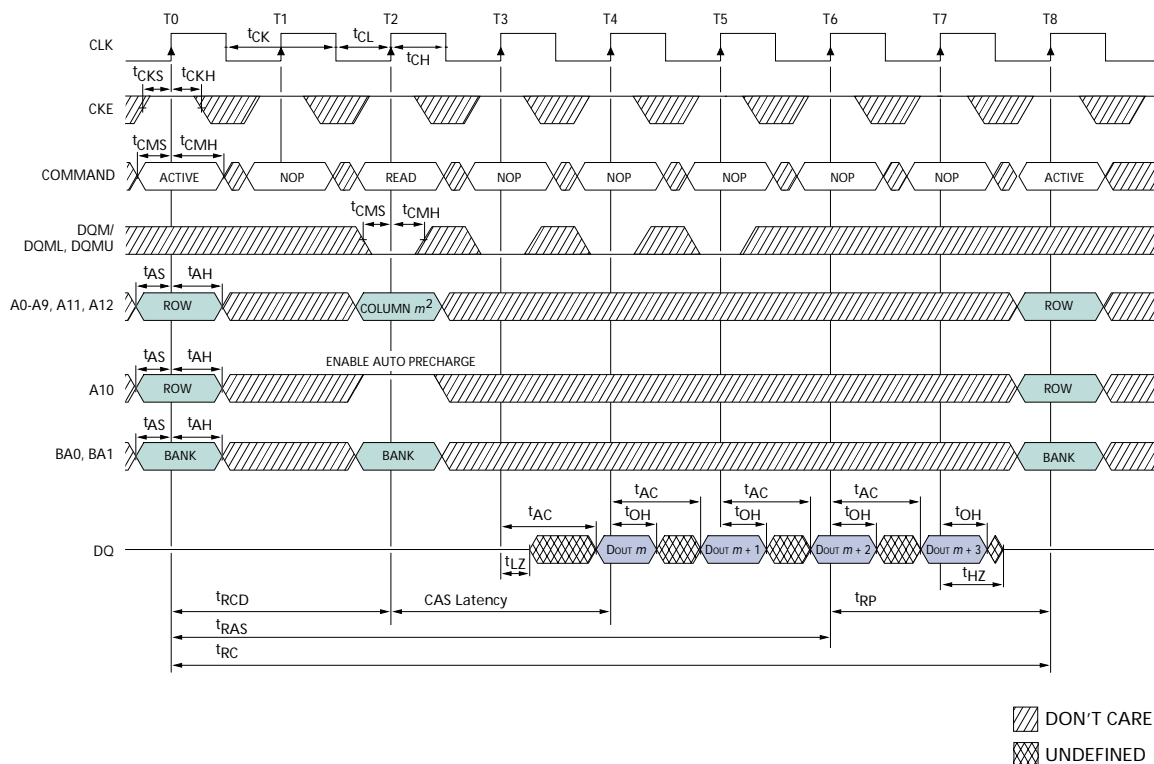 T0 T1 T2 T3 T4 T5 T6 T7 T8
CLK tCK tCL tCH
tCKS tCKH
CKE
tCMS tCMH
COMMAND ACTIVE NOP READ NOP NOP NOP NOP NOP ACTIVE
tCMS tCMH
DQM/
DQML, DQMU
tAS tAH
A0-A9, A11, A12 ROW COLUMN m2 ROW
ENABLE AUTO PRECHARGE
tAS tAH
A10 ROW ROW
tAS tAH
BA0, BA1 BANK BANK BANK
tAC tAC tAC tAC
tOH tOH tOH tOH
DQ DOUT m DOUT m + 1 DOUT m + 2 DOUT m + 3
tLZ tHZ
tRCD CAS Latency tRP
tRAS
tRC
DON'T CARE
UNDEFINED